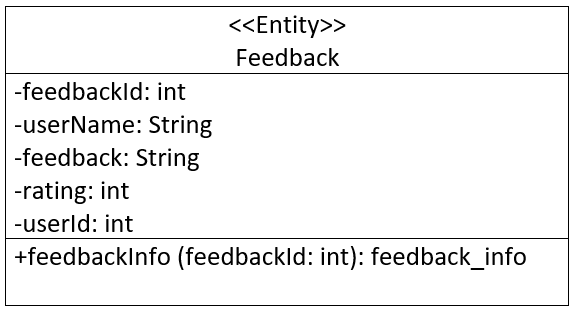 <<Entity>>
Feedback
-feedbackId: int
-userName: String
-feedback: String
-rating: int
-userId: int
+feedbackInfo (feedbackId: int): feedback_info